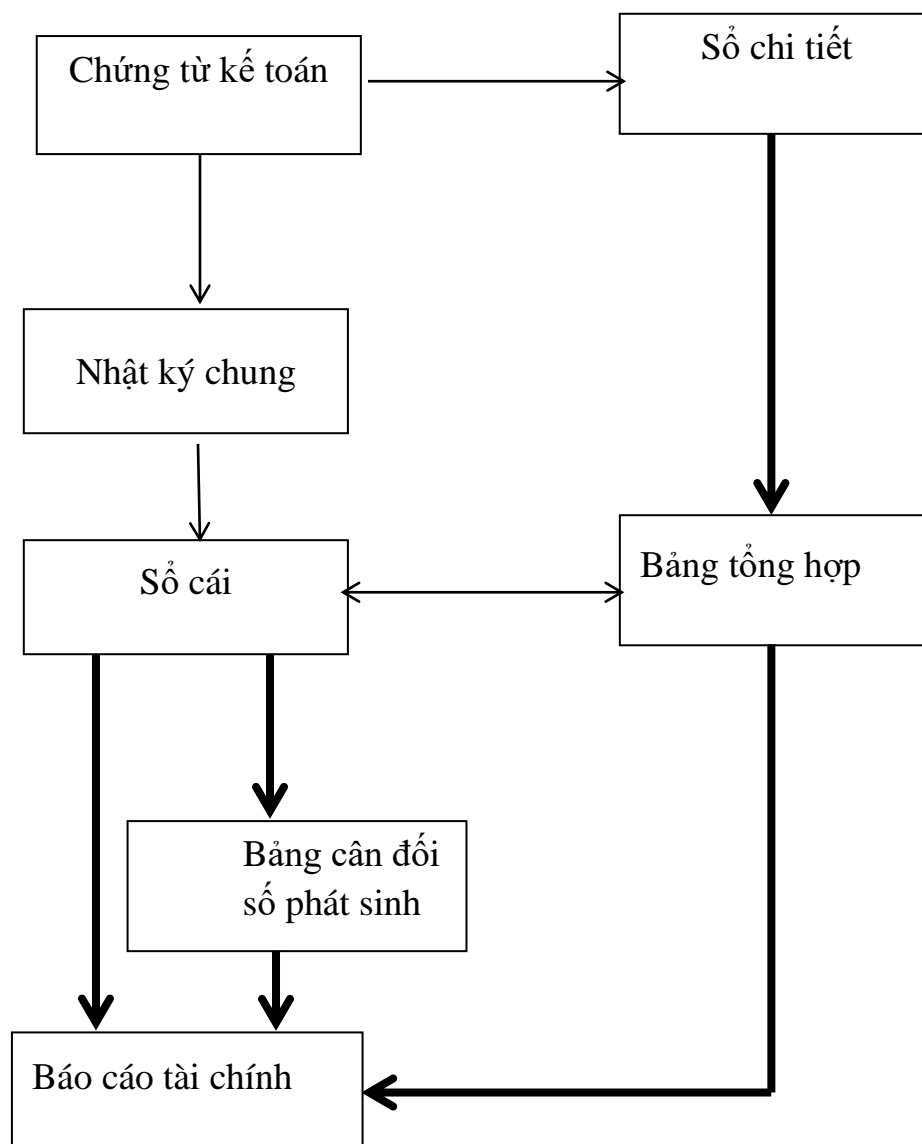 Chứng từ kế toán
Sổ chi tiết
Nhật ký chung
Sổ cái
Bảng tổng hợp
Bảng cân đối
số phát sinh
Báo cáo tài chính